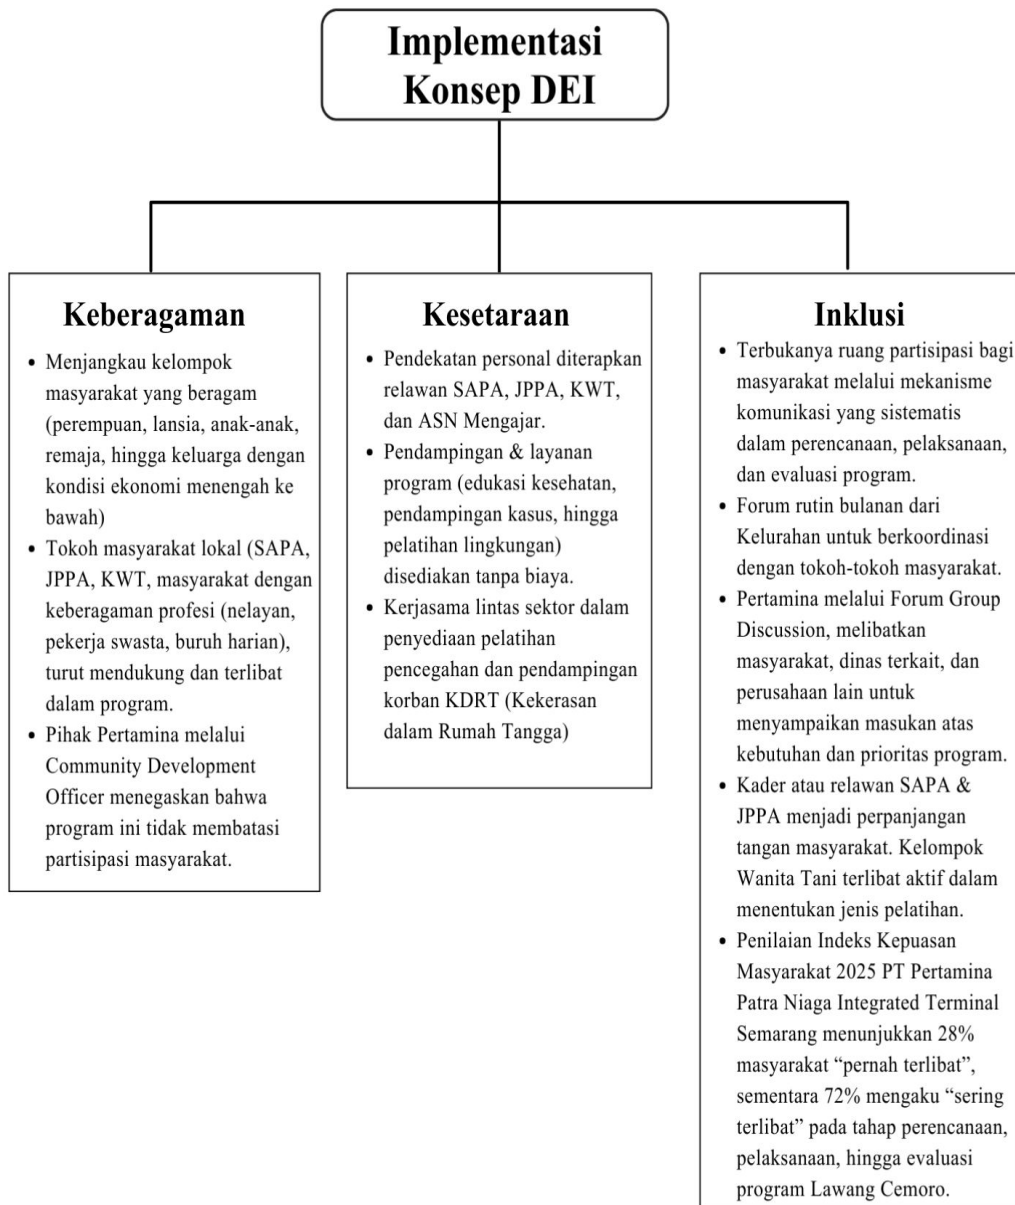 Implementasi
Konsep DEI
Keberagaman
• Menjangkau kelompok
masyarakat yang beragam
(perempuan, lansia, anak-anak,
remaja, hingga keluarga dengan
kondisi ekonomi menengah ke
bawah)
• Tokoh masyarakat lokal (SAPA,
JPPA, KWT, masyarakat dengan
keberagaman profesi (nelayan,
pekerja swasta, buruh harian),
turut mendukung dan terlibat
dalam program.
• Pihak Pertamina melalui
Community Development
Officer menegaskan bahwa
program ini tidak membatasi
partisipasi masyarakat.
Kesetaraan
• Pendekatan personal diterapkan
relawan SAPA, JPPA, KWT,
dan ASN Mengajar.
• Pendampingan & layanan
program (edukasi kesehatan,
pendampingan kasus, hingga
pelatihan lingkungan)
disediakan tanpa biaya.
• Kerjasama lintas sektor dalam
penyediaan pelatihan
pencegahan dan pendampingan
korban KDRT (Kekerasan
dalam Rumah Tangga)
Inklusi
• Terbukanya ruang partisipasi bagi
masyarakat melalui mekanisme
komunikasi yang sistematis
dalam perencanaan, pelaksanaan,
dan evaluasi program.
• Forum rutin bulanan dari
Kelurahan untuk berkoordinasi
dengan tokoh-tokoh masyarakat.
• Pertamina melalui Forum Group
Discussion, melibatkan
masyarakat, dinas terkait, dan
perusahaan lain untuk
menyampaikan masukan atas
kebutuhan dan prioritas program.
• Kader atau relawan SAPA &
JPPA menjadi perpanjangan
tangan masyarakat. Kelompok
Wanita Tani terlibat aktif dalam
menentukan jenis pelatihan.
• Penilaian Indeks Kepuasan
Masyarakat 2025 PT Pertamina
Patra Niaga Integrated Terminal
Semarang menunjukkan 28%
masyarakat “pernah terlibat”,
sementara 72% mengaku “sering
terlibat” pada tahap perencanaan,
pelaksanaan, hingga evaluasi
program Lawang Cemoro.